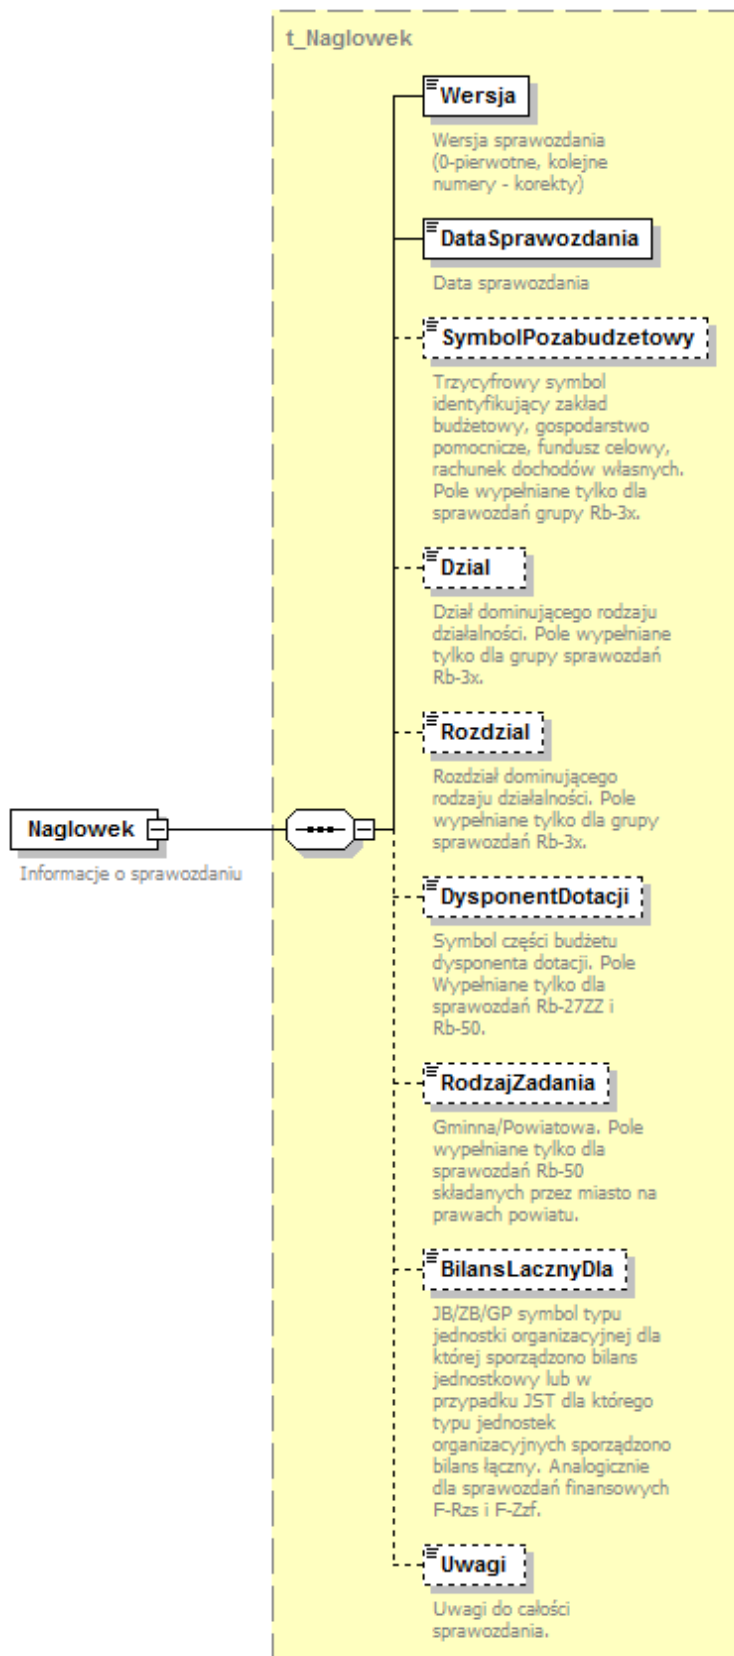 t_Naglowek
Wersja
Wersja sprawozdania
(0-pierwotne, kolejne
numery - korekty)
DataSprawozdania
Data sprawozdania
SymbolPozabudzetowy
Trzycyfrowy symbol
identyfikujący zakład
budżetowy, gospodarstwo
pomocnicze, fundusz celowy,
rachunek dochodów własnych.
Pole wypełniane tylko dla
sprawozdań grupy Rb-3x.
Dzial
Dział dominującego rodzaju
działalności. Pole wypełniane
tylko dla grupy sprawozdań
Rb-3x.
Rozdzial
Rozdział dominującego
rodzaju działalności. Pole
wypełniane tylko dla grupy
sprawozdań Rb-3x.
Naglowek
Informacje o sprawozdaniu
DysponentDotacji
Symbol części budżetu
dysponenta dotacji. Pole
Wypełniane tylko dla
sprawozdań Rb-27ZZ i
Rb-50.
RodzajZadania
Gminna/Powiatowa. Pole
wypełniane tylko dla
sprawozdań Rb-50
składanych przez miasto na
prawach powiatu.
BilansLacznyDla
JB/ZB/GP symbol typu
jednostki organizacyjnej dla
której sporządzono bilans
jednostkowy lub w
przypadku JST dla którego
typu jednostek
organizacyjnych sporządzono
bilans łączny. Analogicznie
dla sprawozdań finansowych
F-Rzs i F-Zzf.
Uwagi
Uwagi do całości
sprawozdania.